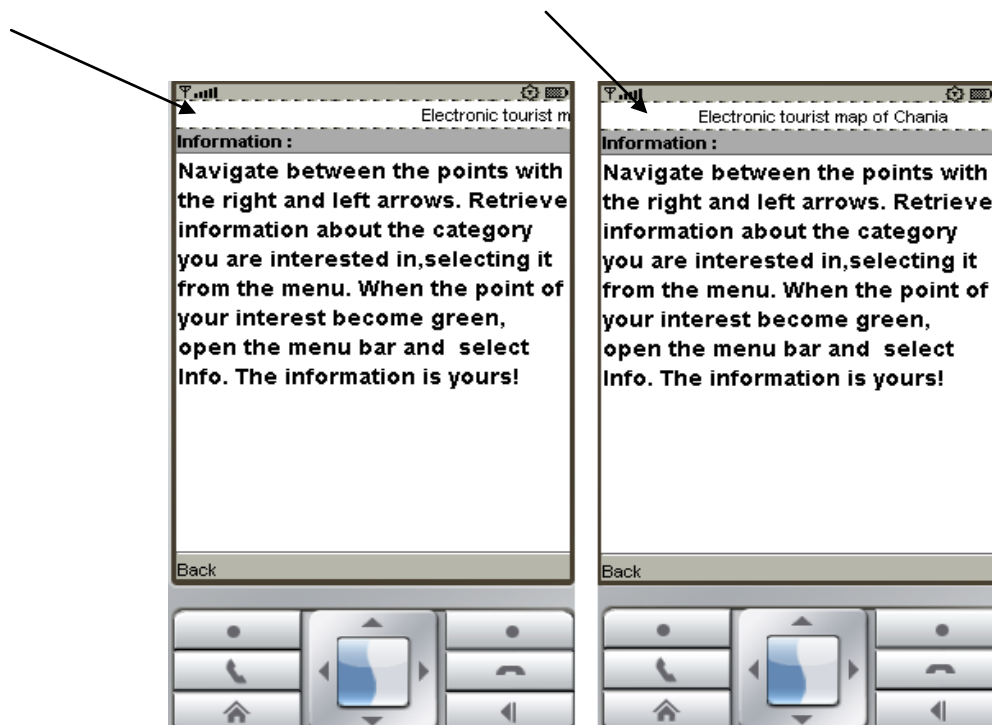 Electronic tourist m
Information :
Navigate between the points with
the right and left arrows. Retrieve
information about the category
you are interested in,selecting it
from the menu. When the point of
your interest become green,
open the menu bar and  select
Info. The information is yours!
Back
Electronic tourist map of Chania
Information :
Navigate between the points with
the right and left arrows. Retrieve
information about the category
you are interested in,selecting it
from the menu. When the point of
your interest become green,
open the menu bar and  select
Info. The information is yours!
Back